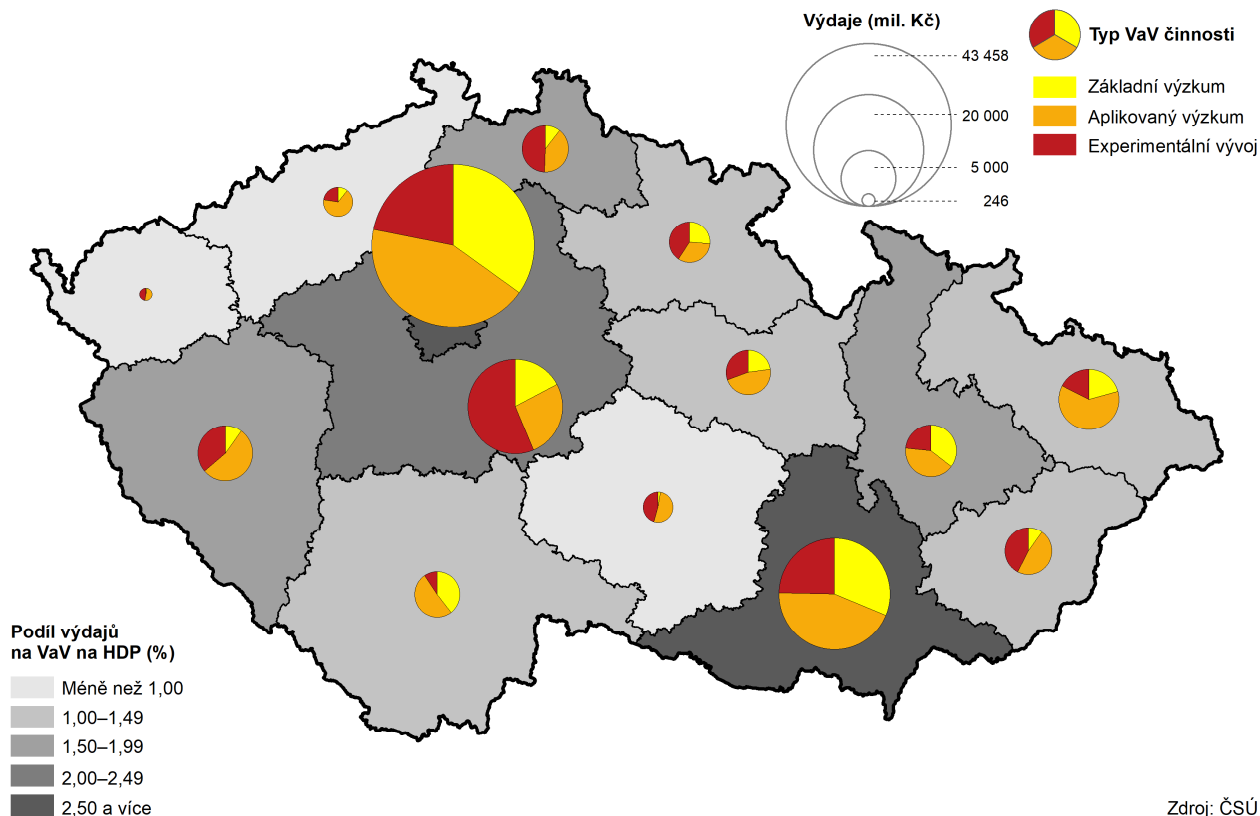 Výdaje (mil. Kč)
43 458
20 000
5 000
246
Typ VaV činnosti
Základní výzkum
Aplikovaný výzkum
Experimentální vývoj
Podíl výdajů
na VaV na HDP (%)
Méně než 1,00
1,00–1,49
1,50–1,99
2,00–2,49
2,50 a více
Zdroj: ČSÚ